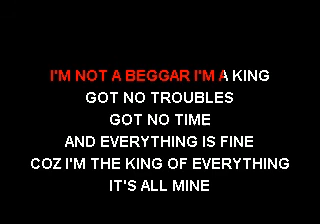 I'M NOT A BEGGAR I'M A KING
GOT NO TROUBLES
GOT NO TIME
AND EVERYTHING IS FINE
COZ I'M THE KING OF EVERYTHING
IT'S ALL MINE